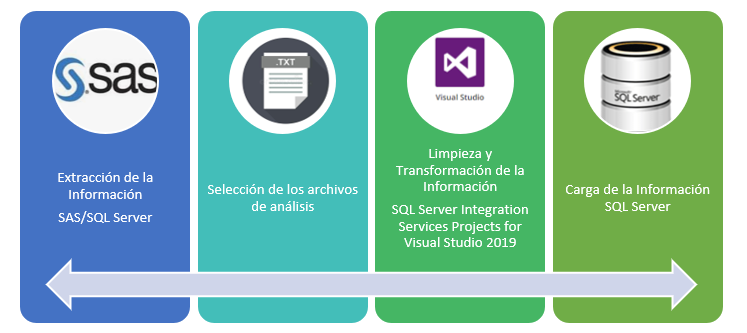 sas
Extracción de la
Información
SAS/SQL Server
.TXT
Selección de los archivos
de análisis
Visual Studio
Limpieza y
Transformación de la
Información
SQL Server Integration
Services Projects for
Visual Studio 2019
Microsoft
SQL Server
Carga de la Información
SQL Server